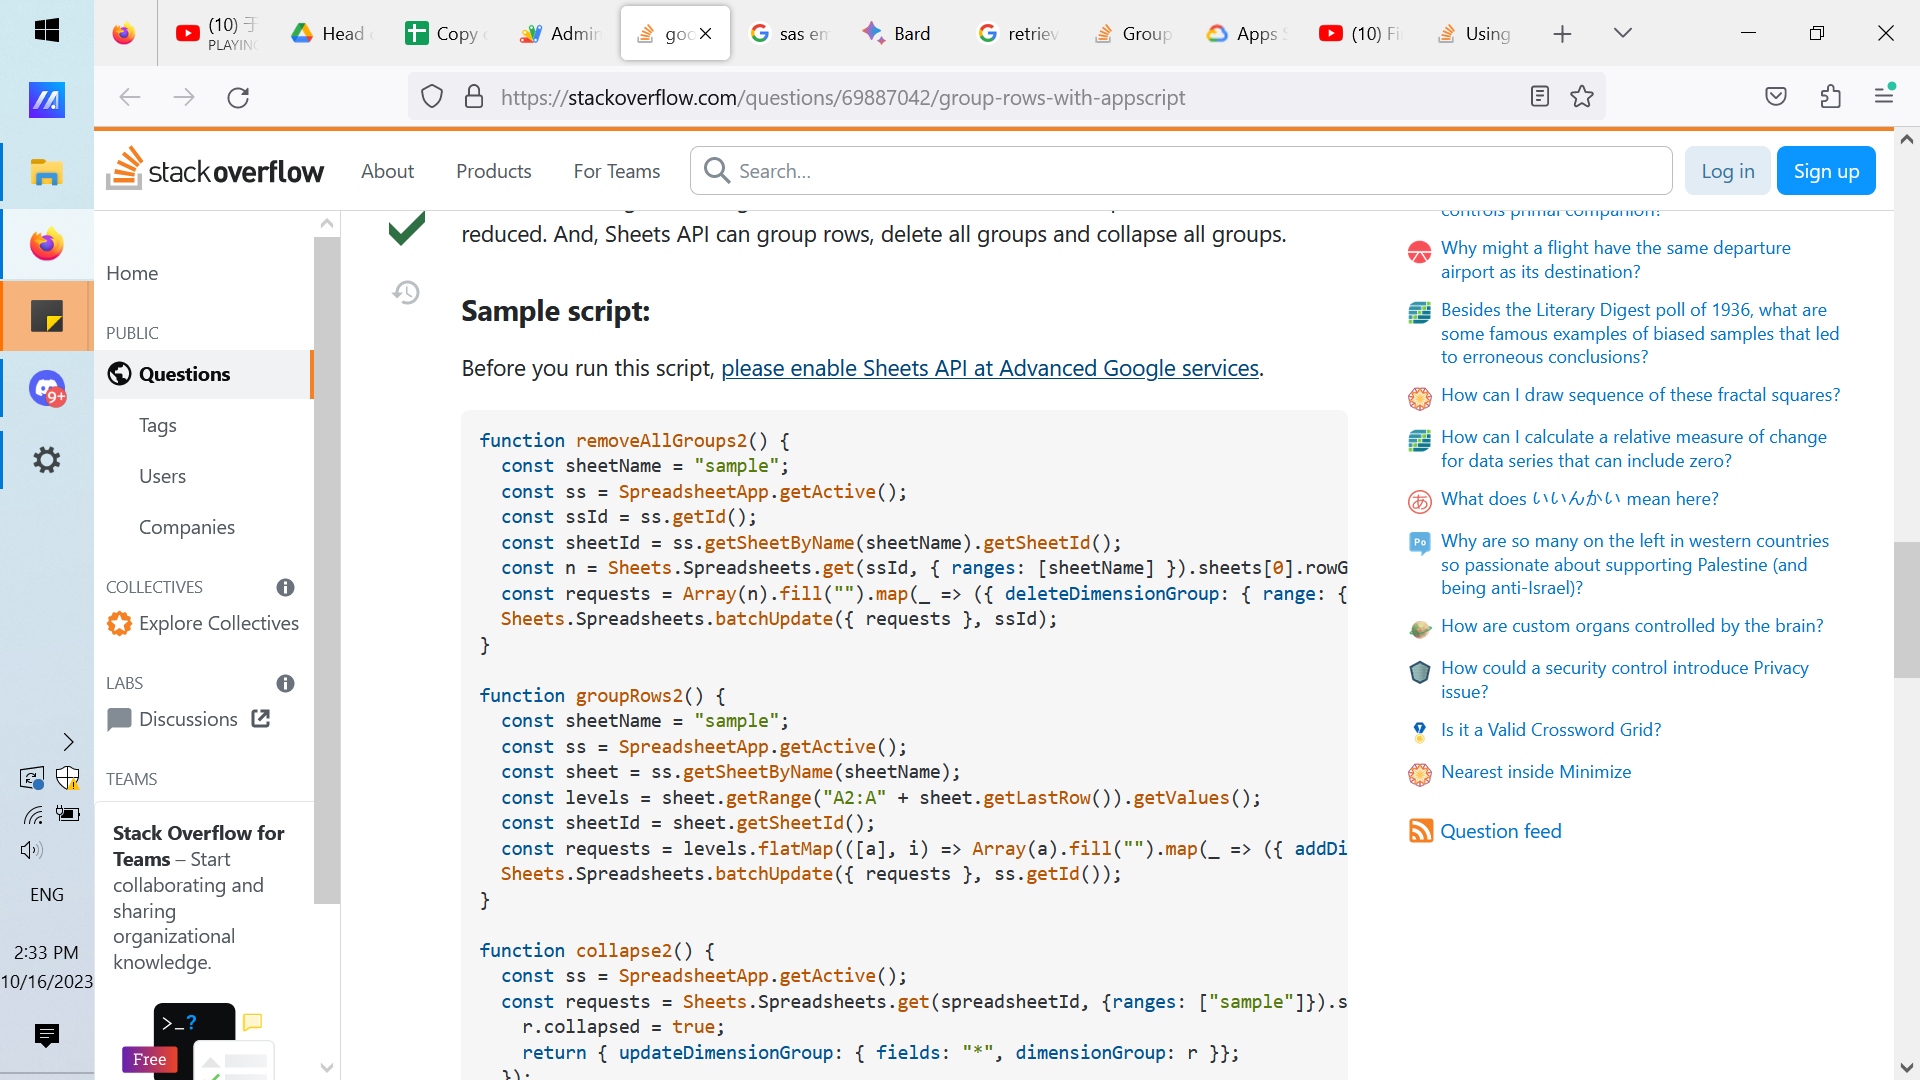 (10) 于
PLAYING
Head
Copy
Admin
goo
sas em
Bard
retriev
Group
Apps S
(10) Fi
Using
https://stackoverflow.com/questions/69887042/group-rows-with-appscript
stackoverflow
About
Products
For Teams
Search...
Log in
Sign up
Home
PUBLIC
Questions
Tags
Users
Companies
COLLECTIVES
Explore Collectives
LABS
Discussions
TEAMS
Stack Overflow for
Teams – Start
collaborating and
sharing
organizational
knowledge.
>_?
Free
reduced. And, Sheets API can group rows, delete all groups and collapse all groups.
Sample script:
Before you run this script, please enable Sheets API at Advanced Google services.
function removeAllGroups2() {
const sheetName = "sample";
const ss = SpreadsheetApp.getActive();
const ssId = ss.getId();
const sheetId = ss.getSheetByName(sheetName).getSheetId();
const n = Sheets.Spreadsheets.get(ssId, { ranges: [sheetName] }).sheets[0].rowG
const requests = Array(n).fill("").map(_ => ({ deleteDimensionGroup: { range: {
Sheets.Spreadsheets.batchUpdate({ requests }, ssId);
}
function groupRows2() {
const sheetName = "sample";
const ss = SpreadsheetApp.getActive();
const sheet = ss.getSheetByName(sheetName);
const levels = sheet.getRange("A2:A" + sheet.getLastRow()).getValues();
const sheetId = sheet.getSheetId();
const requests = levels.flatMap(([a], i) => Array(a).fill("").map(_ => ({ addDi
Sheets.Spreadsheets.batchUpdate({ requests }, ss.getId());
}
function collapse2() {
const ss = SpreadsheetApp.getActive();
const requests = Sheets.Spreadsheets.get(spreadsheetId, {ranges: ["sample"]}).s
r.collapsed = true;
return { updateDimensionGroup: { fields: "*", dimensionGroup: r }};
});
controls primal companion?
Why might a flight have the same departure
airport as its destination?
Besides the Literary Digest poll of 1936, what are
some famous examples of biased samples that led
to erroneous conclusions?
How can I draw sequence of these fractal squares?
How can I calculate a relative measure of change
for data series that can include zero?
あ
What does いいんかい mean here?
Po
Why are so many on the left in western countries
so passionate about supporting Palestine (and
being anti-Israel)?
How are custom organs controlled by the brain?
How could a security control introduce Privacy
issue?
Is it a Valid Crossword Grid?
Nearest inside Minimize
Question feed
9+
ENG
2:33 PM
10/16/2023